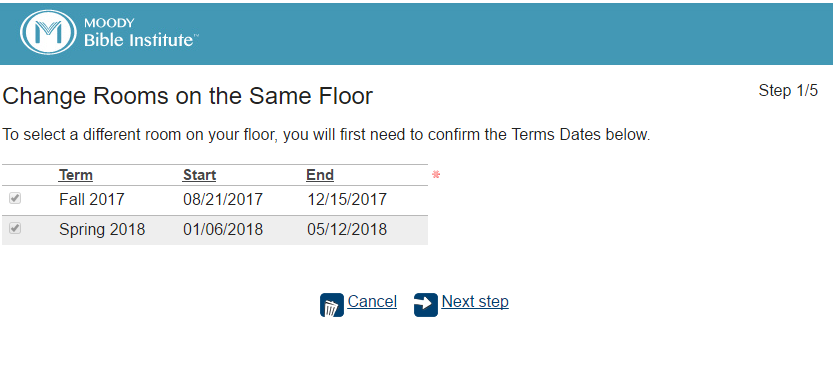 MOODY
Bible Institute™
Change Rooms on the Same Floor
Step 1/5
To select a different room on your floor, you will first need to confirm the Terms Dates below.
Term Start End *
Fall 2017 08/21/2017 12/15/2017
Spring 2018 01/06/2018 05/12/2018
Cancel Next step